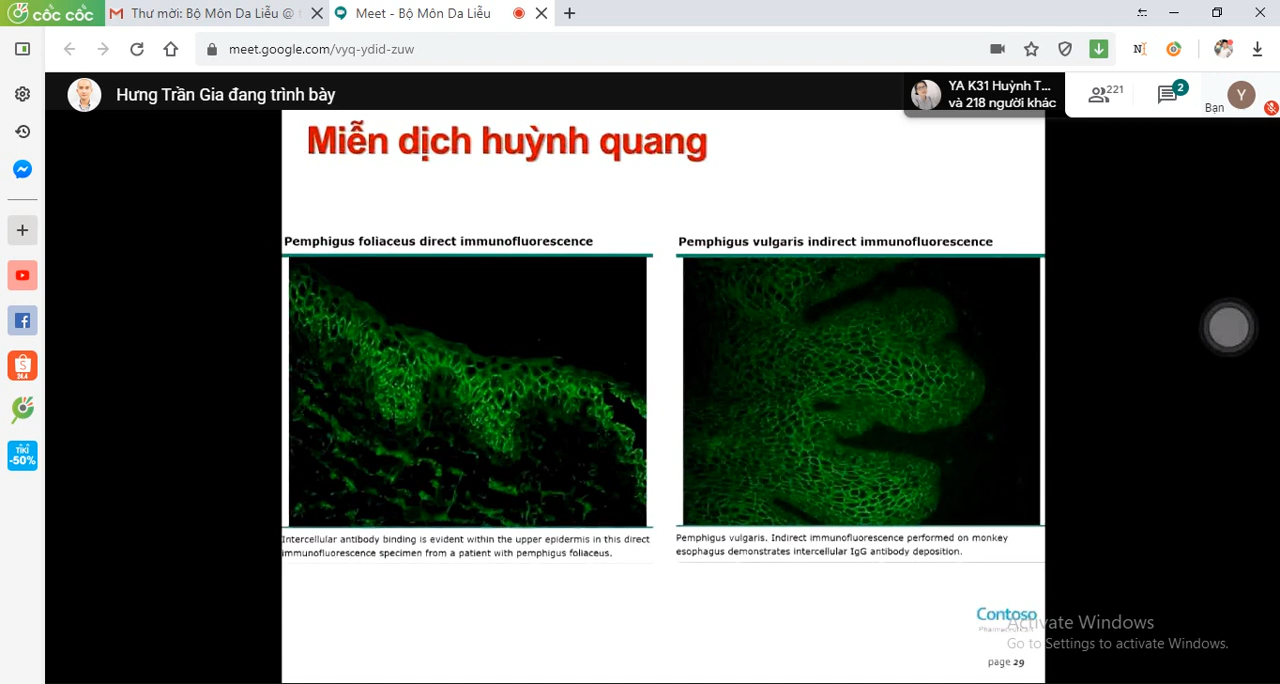 cốc cốc
Thư mời: Bộ Môn Da Liễu @
Meet - Bộ Môn Da Liễu
meet.google.com/vyq-ydid-zuw
Hưng Trần Gia đang trình bày
YA K31 Huỳnh T...
và 218 người khác
221
2
Bạn
Y
Miễn dịch huỳnh quang
Pemphigus foliaceus direct immunofluorescence
Pemphigus vulgaris indirect immunofluorescence
Intercellular antibody binding is evident within the upper epidermis in this direct
immunofluorescence specimen from a patient with pemphigus foliaceus.
Pemphigus vulgaris. Indirect immunofluorescence performed on monkey
esophagus demonstrates intercellular IgG antibody deposition.
TIKI
-50%
Contoso
Pharmaceuticals
page 29
Activate Windows
Go to Settings to activate Windows.